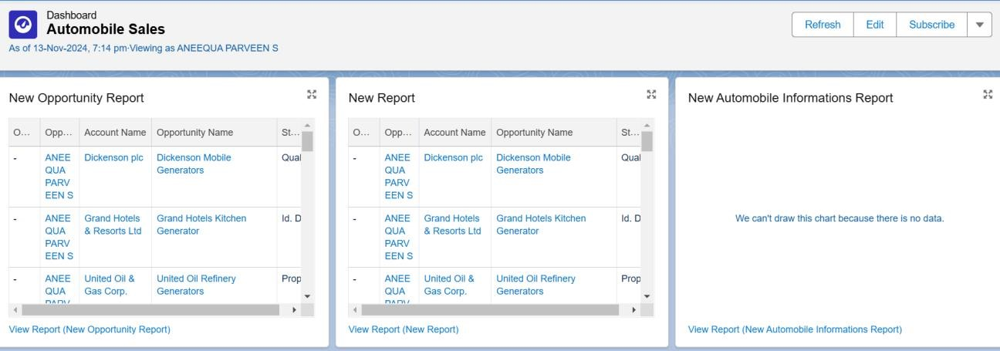 Dashboard
Automobile Sales
As of 13-Nov-2024, 7:14 pm·Viewing as ANEEQUA PARVEEN S
Refresh Edit Subscribe
New Opportunity Report
O... Opp... Account Name Opportunity Name St...
- ANEE Dickenson plc Dickenson Mobile Qual
QUA Generators
PARV
EEN S
- ANEE Grand Hotels Grand Hotels Kitchen Id. D
QUA & Resorts Ltd Generator
PARV
EEN S
- ANEE United Oil & United Oil Refinery Prop
QUA Gas Corp. Generators
PARV
View Report (New Opportunity Report)
New Report
O... Opp... Account Name Opportunity Name St...
- ANEE Dickenson plc Dickenson Mobile Qual
QUA Generators
PARV
EEN S
- ANEE Grand Hotels Grand Hotels Kitchen Id. D
QUA & Resorts Ltd Generator
PARV
EEN S
- ANEE United Oil & United Oil Refinery Prop
QUA Gas Corp. Generators
PARV
View Report (New Report)
New Automobile Informations Report
We can't draw this chart because there is no data.
View Report (New Automobile Informations Report)